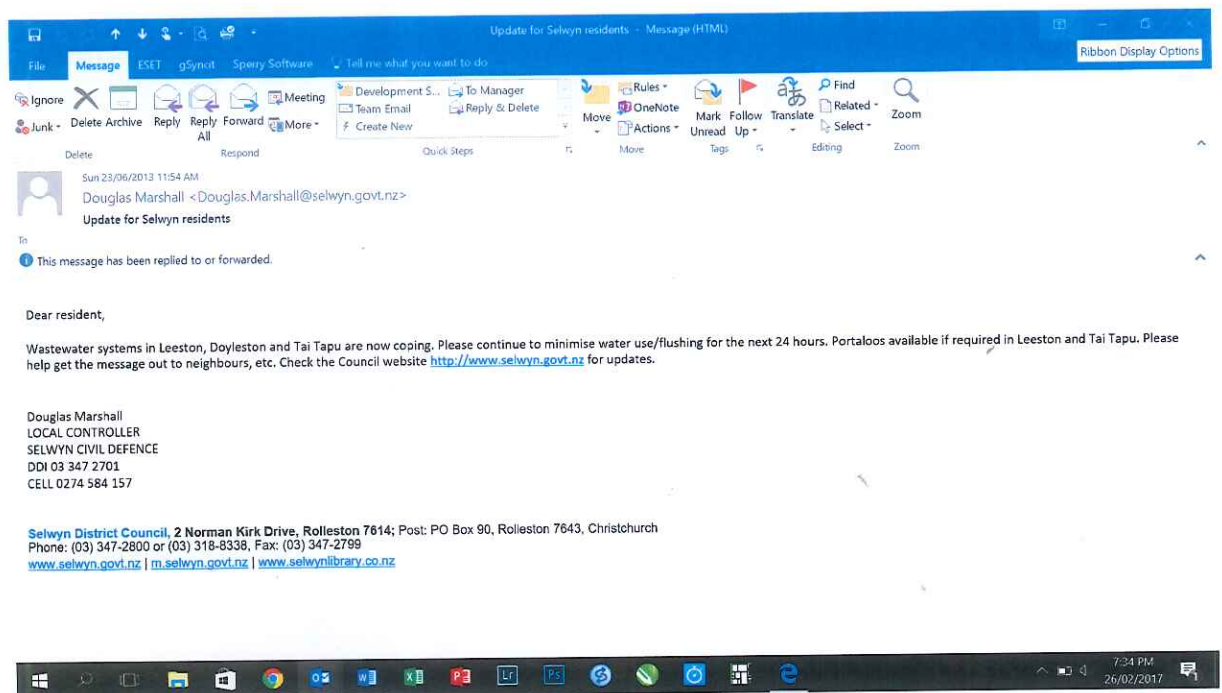 Update for Selwyn residents - Message (HTML)
Ribbon Display Options
File Message ESET gSyncit Sperry Software Tell me what you want to do
Ignore
Junk
Delete Archive
Reply Reply All Forward
Meeting
More
Development S... To Manager
Team Email Reply & Delete
Create New
Move
Rules
OneNote
Actions
Mark Unread Follow Up
Translate
Find
Related
Select
Zoom
Delete Respond Quick Steps Move Tags Editing Zoom
Sun 23/06/2013 11:54 AM
Douglas Marshall <Douglas.Marshall@selwyn.govt.nz>
Update for Selwyn residents
To
This message has been replied to or forwarded.
Dear resident,
Wastewater systems in Leeston, Doyleston and Tai Tapu are now coping. Please continue to minimise water use/flushing for the next 24 hours. Portaloos available if required in Leeston and Tai Tapu. Please
help get the message out to neighbours, etc. Check the Council website http://www.selwyn.govt.nz for updates.
Douglas Marshall
LOCAL CONTROLLER
SELWYN CIVIL DEFENCE
DDI 03 347 2701
CELL 0274 584 157
Selwyn District Council, 2 Norman Kirk Drive, Rolleston 7614; Post: PO Box 90, Rolleston 7643, Christchurch
Phone: (03) 347-2800 or (03) 318-8338, Fax: (03) 347-2799
www.selwyn.govt.nz | m.selwyn.govt.nz | www.selwynlibrary.co.nz
Lr Ps
7:34 PM
26/02/2017